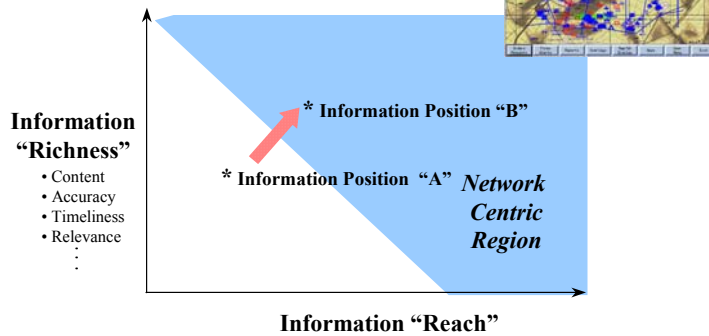 * Information Position “B”
Information
“Richness”
• Content
• Accuracy
• Timeliness
• Relevance
* Information Position “A”
Network
Centric
Region
Information “Reach”